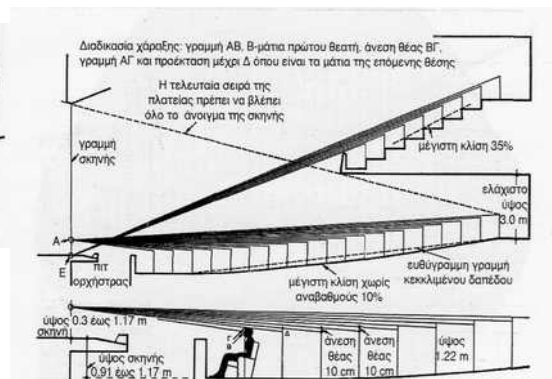 Διαδικασία χάραξης: γραμμή ΑΒ, Β-μάτια πρώτου θεατή, άνεση θέας ΒΓ,
γραμμή ΑΓ και προέκταση μέχρι Δ όπου είναι τα μάτια της επόμενης θέσης
Η τελευταία σειρά της
πλατείας πρέπει να βλέπει
όλο το άνοιγμα της σκηνής
γραμμή
σκηνής
μέγιστη κλίση 35%
ελάχιστο
ύψος
3.0 m
Α
Ε
πιτ
ορχήστρας
μέγιστη κλίση χωρίς
αναβαθμούς 10%
ευθύγραμμη γραμμή
κεκκλιμένου δαπέδου
ύψος 0.3 έως 1.17 m
σκηνή
ύψος σκηνής
0.91 έως 1.17 m
Γ
Β
Δ
άνεση
θέας
10 cm
άνεση
θέας
10 cm
ύψος
1.22 m